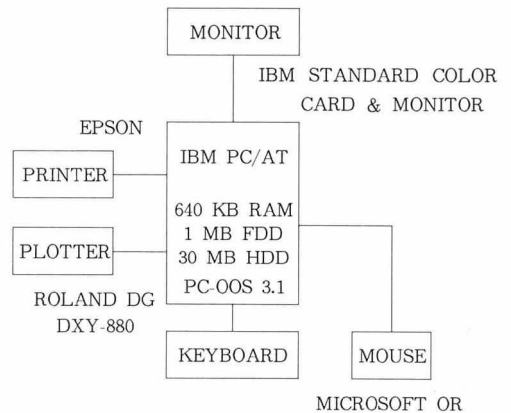 MONITOR
IBM STANDARD COLOR
CARD & MONITOR
EPSON
IBM PC/AT
PRINTER
640 KB RAM
1 MB FDD
PLOTTER
30 MB HDD
PC-OOS 3.1
ROLAND DG
DXY-880
KEYBOARD
MOUSE
MICROSOFT OR